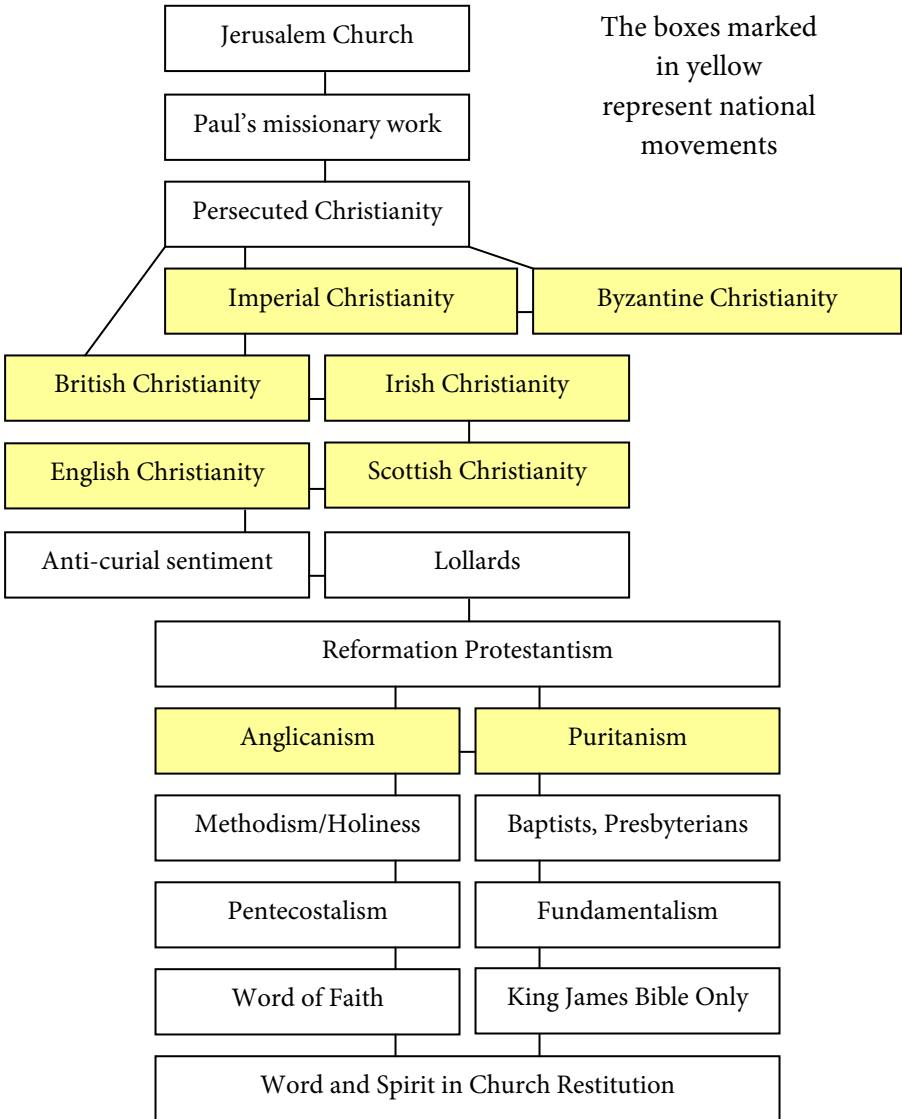 Jerusalem Church
The boxes marked
in yellow
represent national
movements
Paul's missionary work
Persecuted Christianity
Imperial Christianity
Byzantine Christianity
British Christianity
Irish Christianity
English Christianity
Scottish Christianity
Anti-curial sentiment
Lollards
Reformation Protestantism
Anglicanism
Puritanism
Methodism/Holiness
Baptists, Presbyterians
Pentecostalism
Fundamentalism
Word of Faith
King James Bible Only
Word and Spirit in Church Restitution